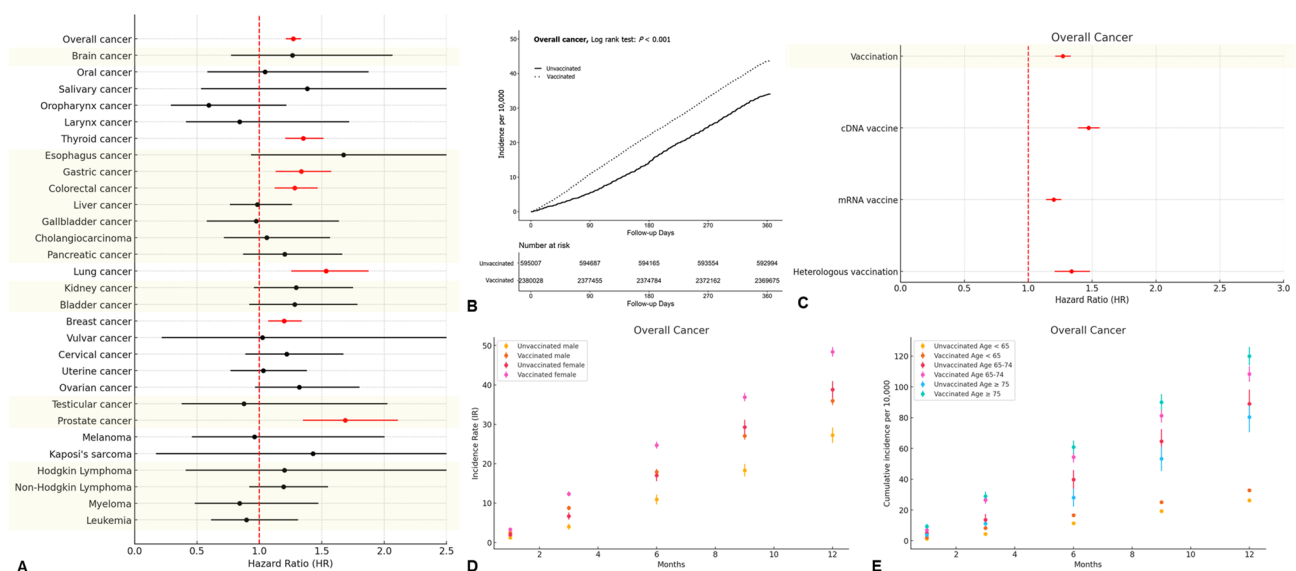 Overall cancer
Brain cancer
Oral cancer
Salivary cancer
Oropharynx cancer
Larynx cancer
Thyroid cancer
Esophagus cancer
Gastric cancer
Colorectal cancer
Liver cancer
Gallbladder cancer
Cholangiocarcinoma
Pancreatic cancer
Lung cancer
Kidney cancer
Bladder cancer
Breast cancer
Vulvar cancer
Cervical cancer
Uterine cancer
Ovarian cancer
Testicular cancer
Prostate cancer
Melanoma
Kaposi's sarcoma
Hodgkin Lymphoma
Non-Hodgkin Lymphoma
Myeloma
Leukemia
0.0 0.5 1.0 1.5 2.0 2.5
Hazard Ratio (HR)
A
Overall cancer, Log rank test: P < 0.001
Unvaccinated
Vaccinated
Incidence per 10,000
50
40
30
20
10
0
0 90 180 270 360
Follow-up Days
Number at risk
Unvaccinated 595007 594687 594165 593554 592994
Vaccinated 2380028 2377455 2374784 2372162 2369675
0 90 180 270 360
Follow-up Days
B
Overall Cancer
Vaccination
cDNA vaccine
mRNA vaccine
Heterologous vaccination
0.0 0.5 1.0 1.5 2.0 2.5 3.0
Hazard Ratio (HR)
C
Overall Cancer
Unvaccinated male
Vaccinated male
Unvaccinated female
Vaccinated female
Incidence Rate (IR)
50
40
30
20
10
0
2 4 6 8 10 12
Months
D
Overall Cancer
Unvaccinated Age < 65
Vaccinated Age < 65
Unvaccinated Age 65-74
Vaccinated Age 65-74
Unvaccinated Age ≥ 75
Vaccinated Age ≥ 75
Cumulative incidence per 10,000
120
100
80
60
40
20
0
2 4 6 8 10 12
Months
E